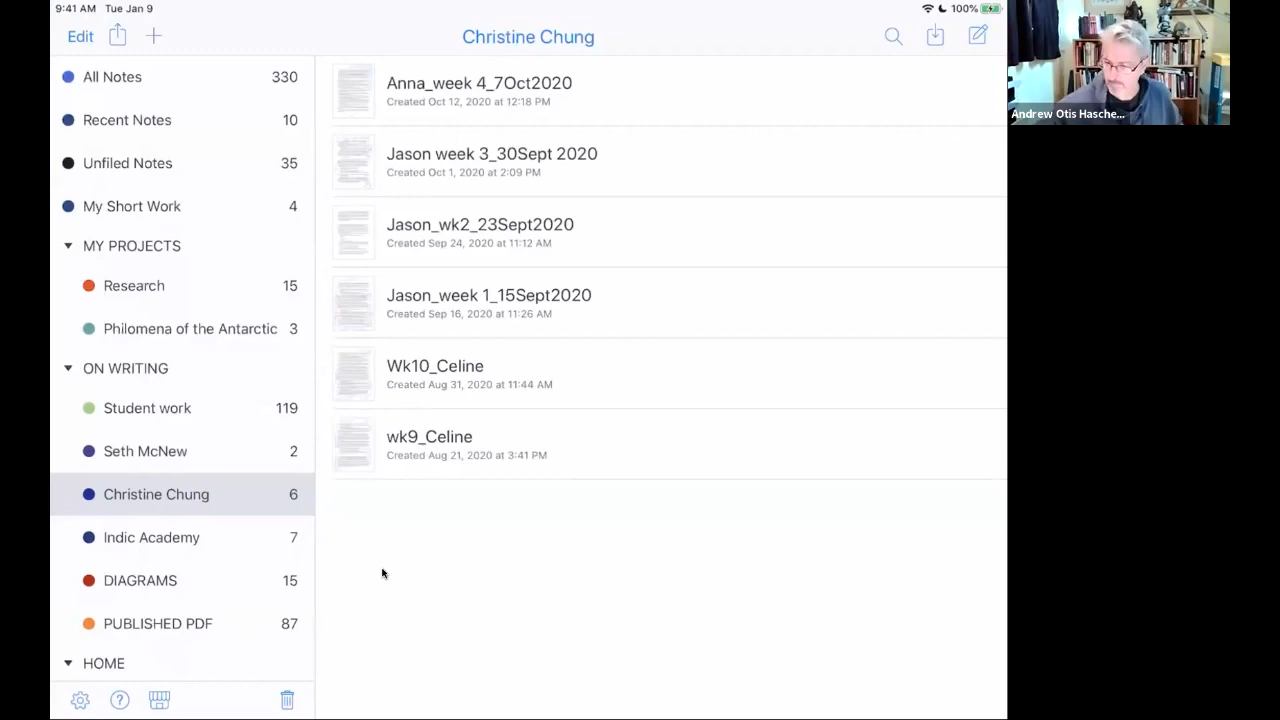 9:41 AM Tue Jan 9
100%
Edit
Christine Chung
All Notes 330
Recent Notes 10
Unfiled Notes 35
My Short Work 4
MY PROJECTS
Research 15
Philomena of the Antarctic 3
ON WRITING
Student work 119
Seth McNew 2
Christine Chung 6
Indic Academy 7
DIAGRAMS 15
PUBLISHED PDF 87
HOME
Anna_week 4_7Oct2020
Created Oct 12, 2020 at 12:18 PM
Jason week 3_30Sept 2020
Created Oct 1, 2020 at 2:09 PM
Jason_wk2_23Sept2020
Created Sep 24, 2020 at 11:12 AM
Jason_week 1_15Sept2020
Created Sep 16, 2020 at 11:26 AM
Wk10_Celine
Created Aug 31, 2020 at 11:44 AM
wk9_Celine
Created Aug 21, 2020 at 3:41 PM
Andrew Otis Hasche...